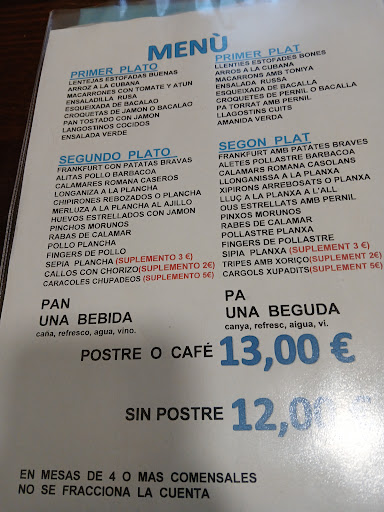 MENÙ
PRIMER PLATO
LENTEJAS ESTOFADAS BUENAS
ARROZ A LA CUBANA
MACARRONES CON TOMATE Y ATUN
ENSALADILLA RUSA
ESQUEIXADA DE BACALAO
CROQUETAS DE JAMON O BACALAO
PAN TOSTADO CON JAMON
LANGOSTINOS COCIDOS
ENSALADA VERDE
PRIMER PLAT
LLENTIES ESTOFADES BONES
ARROS A LA CUBANA
MACARRONS AMB TONIYA
ENSALADA RUSSA
ESQUEIXADA DE BACALLA
CROQUETES DE PERNIL O BACALLA
PA TORRAT AMB PERNIL
LLAGOSTINS CUITS
AMANIDA VERDA
SEGUNDO PLATO
FRANKFURT CON PATATAS BRAVAS
ALITAS POLLO BARBACOA
CALAMARES ROMANA CASEROS
LONGANIZA A LA PLANCHA
CHIPIRONES REBOZADOS O PLANCHA
MERLUZA A LA PLANCHA AL AJILLO
HUEVOS ESTRELLADOS CON JAMON
PINCHOS MORUNOS
RABAS DE CALAMAR
POLLO PLANCHA
FINGERS DE POLLO
SEPIA PLANCHA (SUPLEMENTO 3 €)
CALLOS CON CHORIZO(SUPLEMENTO 2€)
CARACOLES CHUPADEOS (SUPLEMENTO 5€)
SEGON PLAT
FRANKFURT AMB PATATES BRAVES
ALETES POLLASTRE BARBACOA
CALAMARS ROMANA CASOLANS
LLONGANISSA A LA PLANXA
XIPIRONS ARREBOSATS O PLANXA
LLUÇ A LA PLANXA A L'ALL
OUS ESTRELLATS AMB PERNIL
PINXOS MORUNOS
RABES DE CALAMAR
POLLASTRE PLANXA
FINGERS DE POLLASTRE
SIPIA PLANXA (SUPLEMENT 3 €)
TRIPES AMB XORIÇO(SUPLEMENT 2€)
CARGOLS XUPADITS(SUPLEMENT 5€)
PAN
UNA BEBIDA
caña, refresco, agua, vino.
PA
UNA BEGUDA
canya, refresc, aigua, vi.
POSTRE O CAFÉ 13,00 €
SIN POSTRE 12,00 €
EN MESAS DE 4 O MAS COMENSALES
NO SE FRACCIONA LA CUENTA